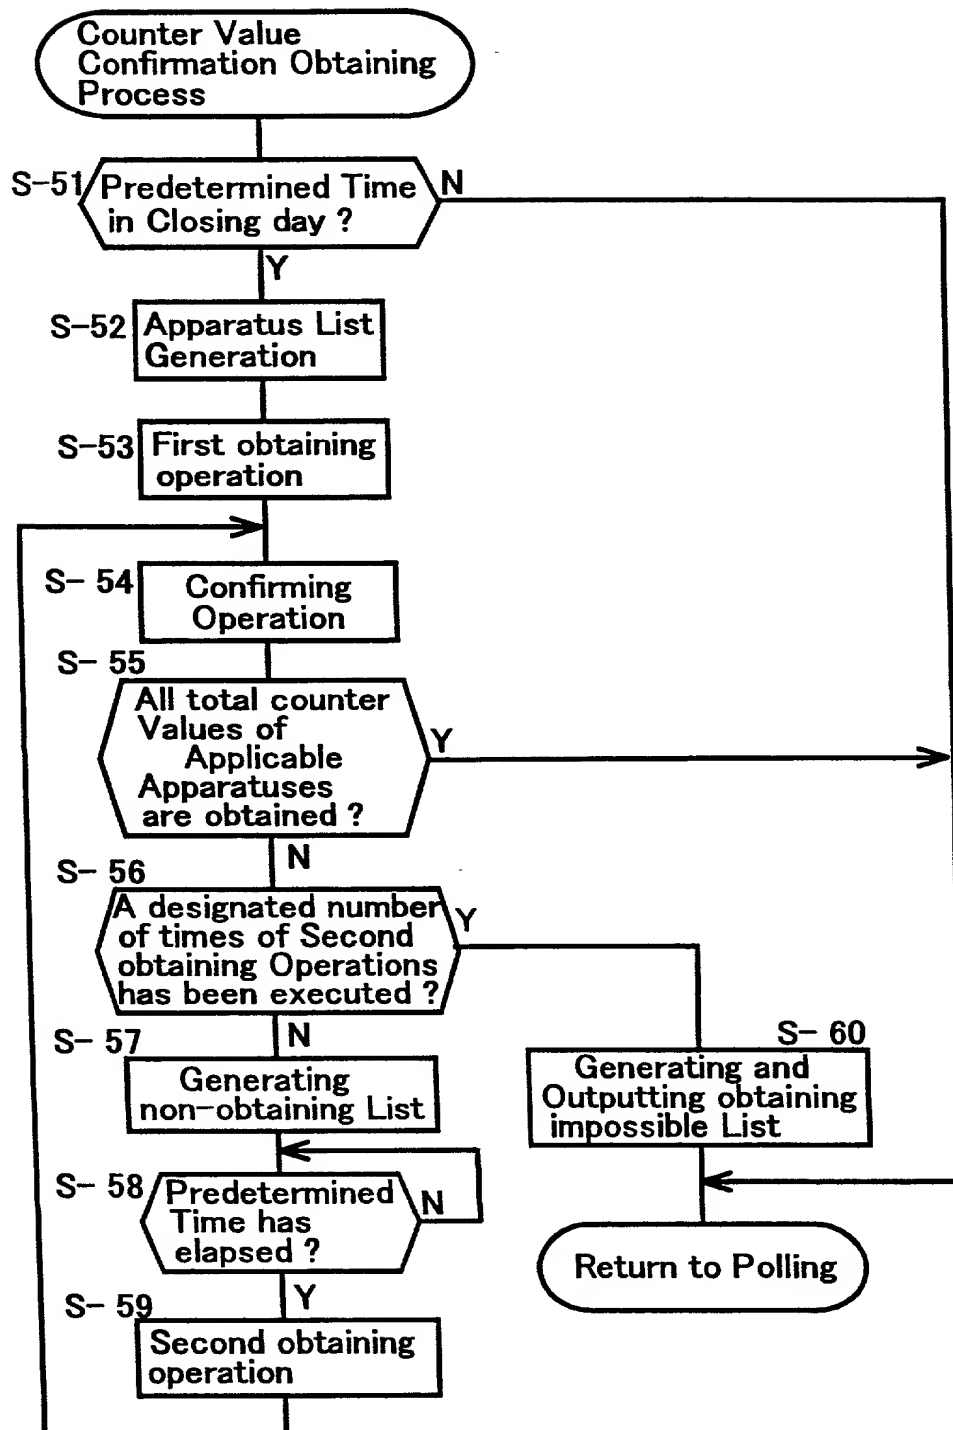 Counter Value
Confirmation Obtaining
Process
S-51
Predetermined Time
in Closing day ?
N
Y
S-52
Apparatus List
Generation
S-53
First obtaining
operation
S- 54
Confirming
Operation
S- 55
All total counter
Values of
Applicable
Apparatuses
are obtained ?
Y
N
S- 56
A designated number
of times of Second
obtaining Operations
has been executed ?
Y
N
S- 57
Generating
non-obtaining List
S- 60
Generating and
Outputting obtaining
impossible List
S- 58
Predetermined
Time has
elapsed ?
N
Y
Return to Polling
S- 59
Second obtaining
operation